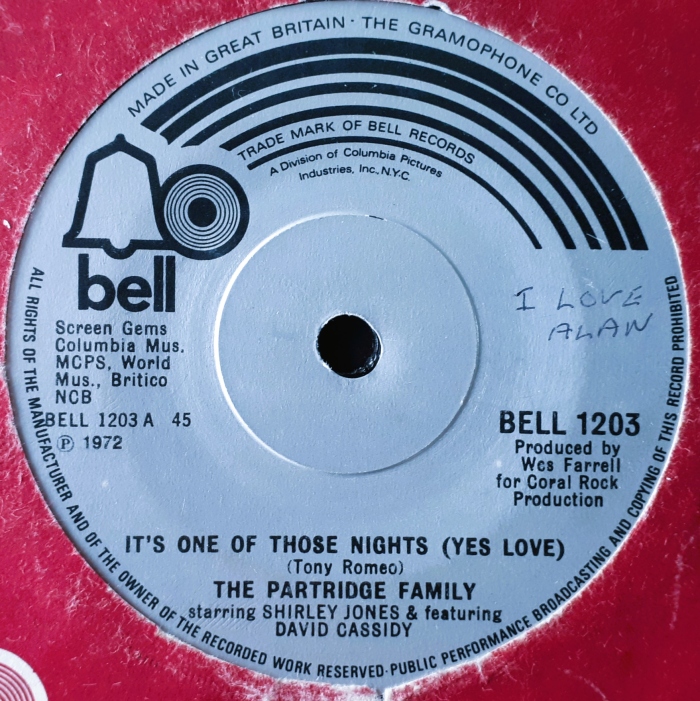 MADE IN GREAT BRITAIN · THE GRAMOPHONE CO LTD
TRADE MARK OF BELL RECORDS
A Division of Columbia Pictures
Industries, Inc., N.Y.C.
bell
I LOVE
ALAN
Screen Gems
Columbia Mus.
MCPS, World
Mus., Britico
NCB
BELL 1203 A 45
℗ 1972
BELL 1203
Produced by
Wes Farrell
for Coral Rock
Production
IT'S ONE OF THOSE NIGHTS (YES LOVE)
(Tony Romeo)
THE PARTRIDGE FAMILY
starring SHIRLEY JONES & featuring
DAVID CASSIDY
ALL RIGHTS OF THE MANUFACTURER AND OF THE OWNER OF THE RECORDED WORK RESERVED·PUBLIC PERFORMANCE BROADCASTING AND COPYING OF THIS RECORD PROHIBITED